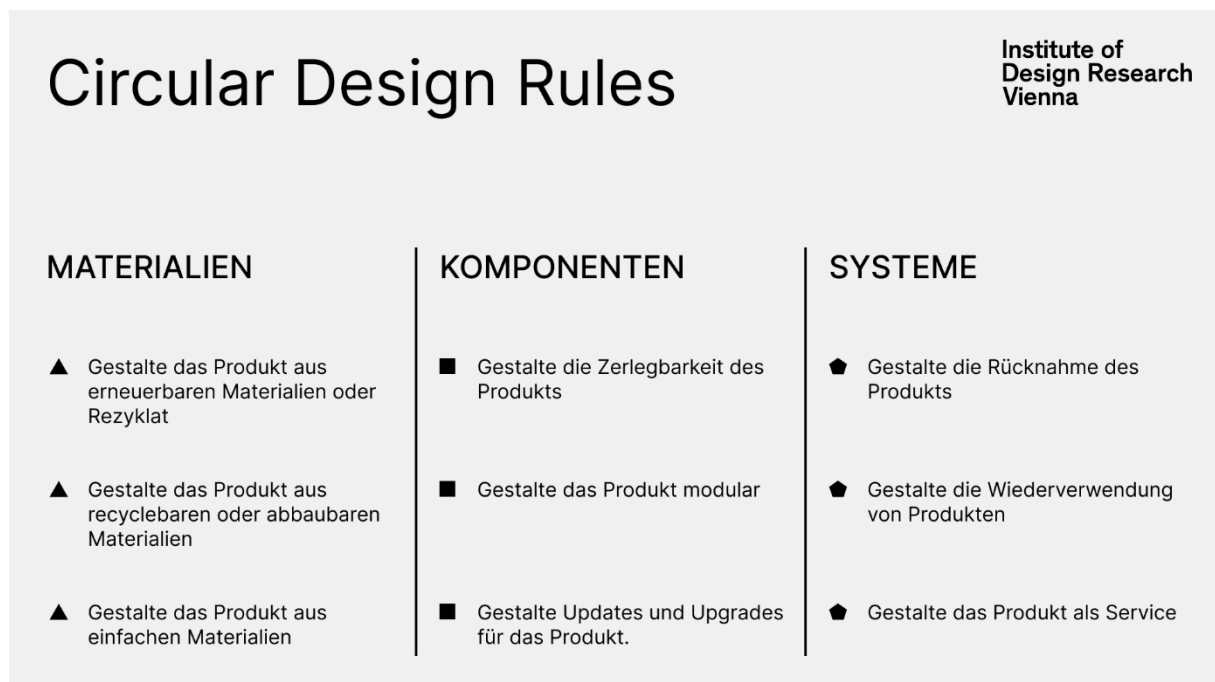 Circular Design Rules
Institute of
Design Research
Vienna
MATERIALIEN
Gestalte das Produkt aus
erneuerbaren Materialien oder
Rezyklat
Gestalte das Produkt aus
recyclebaren oder abbaubaren
Materialien
Gestalte das Produkt aus
einfachen Materialien
KOMPONENTEN
Gestalte die Zerlegbarkeit des
Produkts
Gestalte das Produkt modular
Gestalte Updates und Upgrades
für das Produkt.
SYSTEME
Gestalte die Rücknahme des
Produkts
Gestalte die Wiederverwendung
von Produkten
Gestalte das Produkt als Service